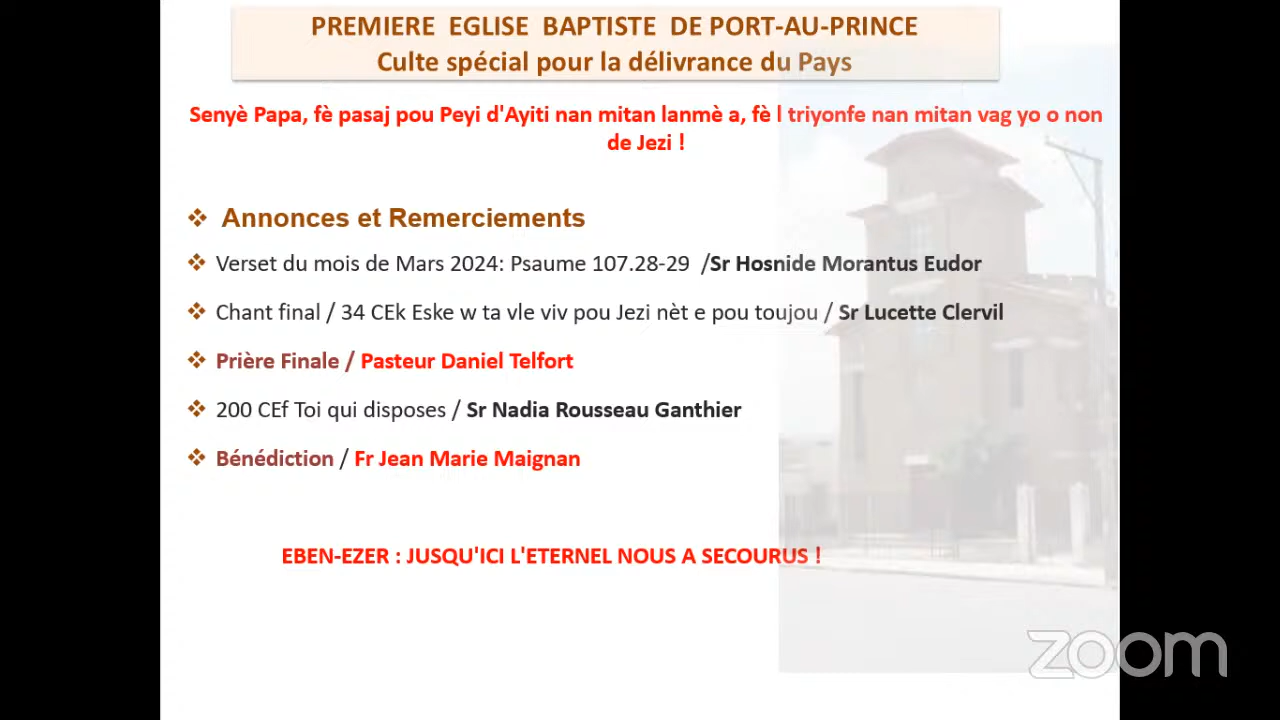 PREMIERE EGLISE BAPTISTE DE PORT-AU-PRINCE
Culte spécial pour la délivrance du Pays
Senyè Papa, fè pasaj pou Peyi d'Ayiti nan mitan lanmè a, fè l triyonfe nan mitan vag yo o non
de Jezi !
❖ Annonces et Remerciements
❖ Verset du mois de Mars 2024: Psaume 107.28-29 /Sr Hosnide Morantus Eudor
❖ Chant final / 34 CEk Eske w ta vle viv pou Jezi nèt e pou toujou / Sr Lucette Clervil
❖ Prière Finale / Pasteur Daniel Telfort
❖ 200 CEf Toi qui disposes / Sr Nadia Rousseau Ganthier
❖ Bénédiction / Fr Jean Marie Maignan
EBEN-EZER : JUSQU'ICI L'ETERNEL NOUS A SECOURUS !
zoom